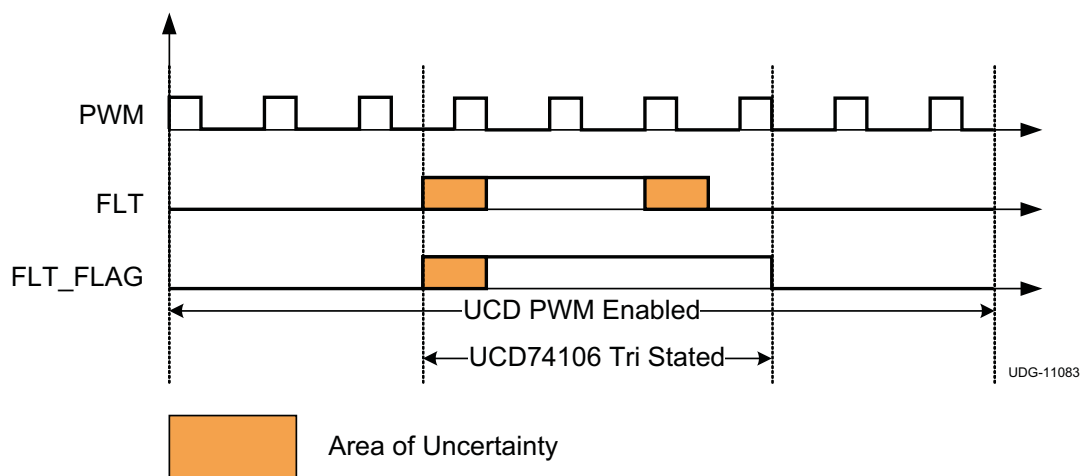 PWM
FLT
FLT_FLAG
UCD PWM Enabled
UCD74106 Tri Stated
UDG-11083
Area of Uncertainty